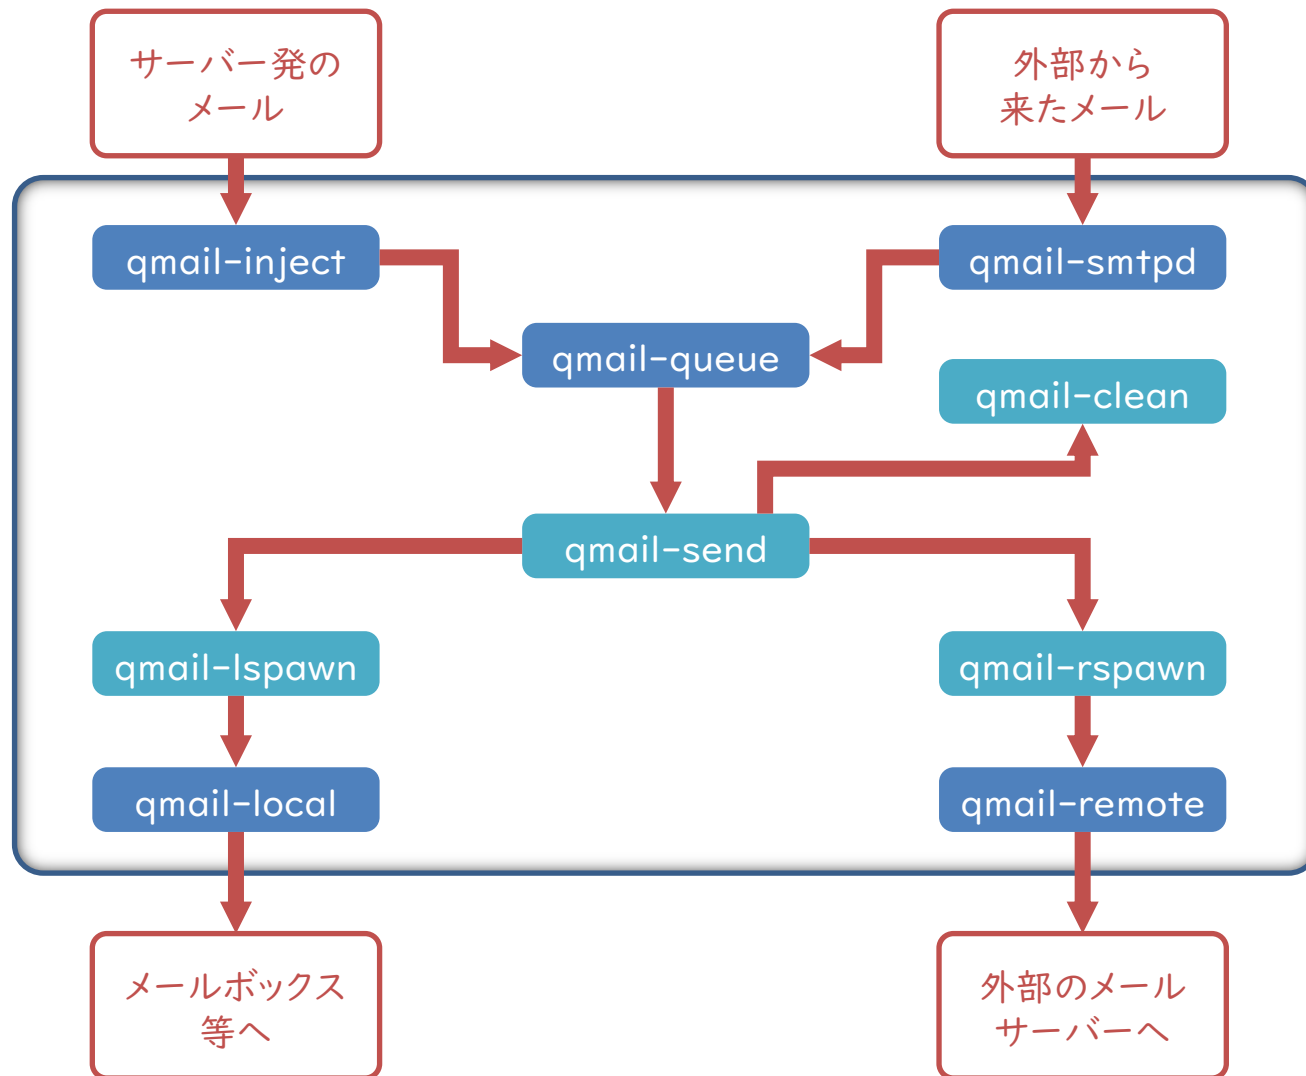 サーバー発の
メール
外部から
来たメール
qmail-inject
qmail-smtpd
qmail-queue
qmail-clean
qmail-send
qmail-lspawn
qmail-rspawn
qmail-local
qmail-remote
メールボックス
等へ
外部のメール
サーバーへ